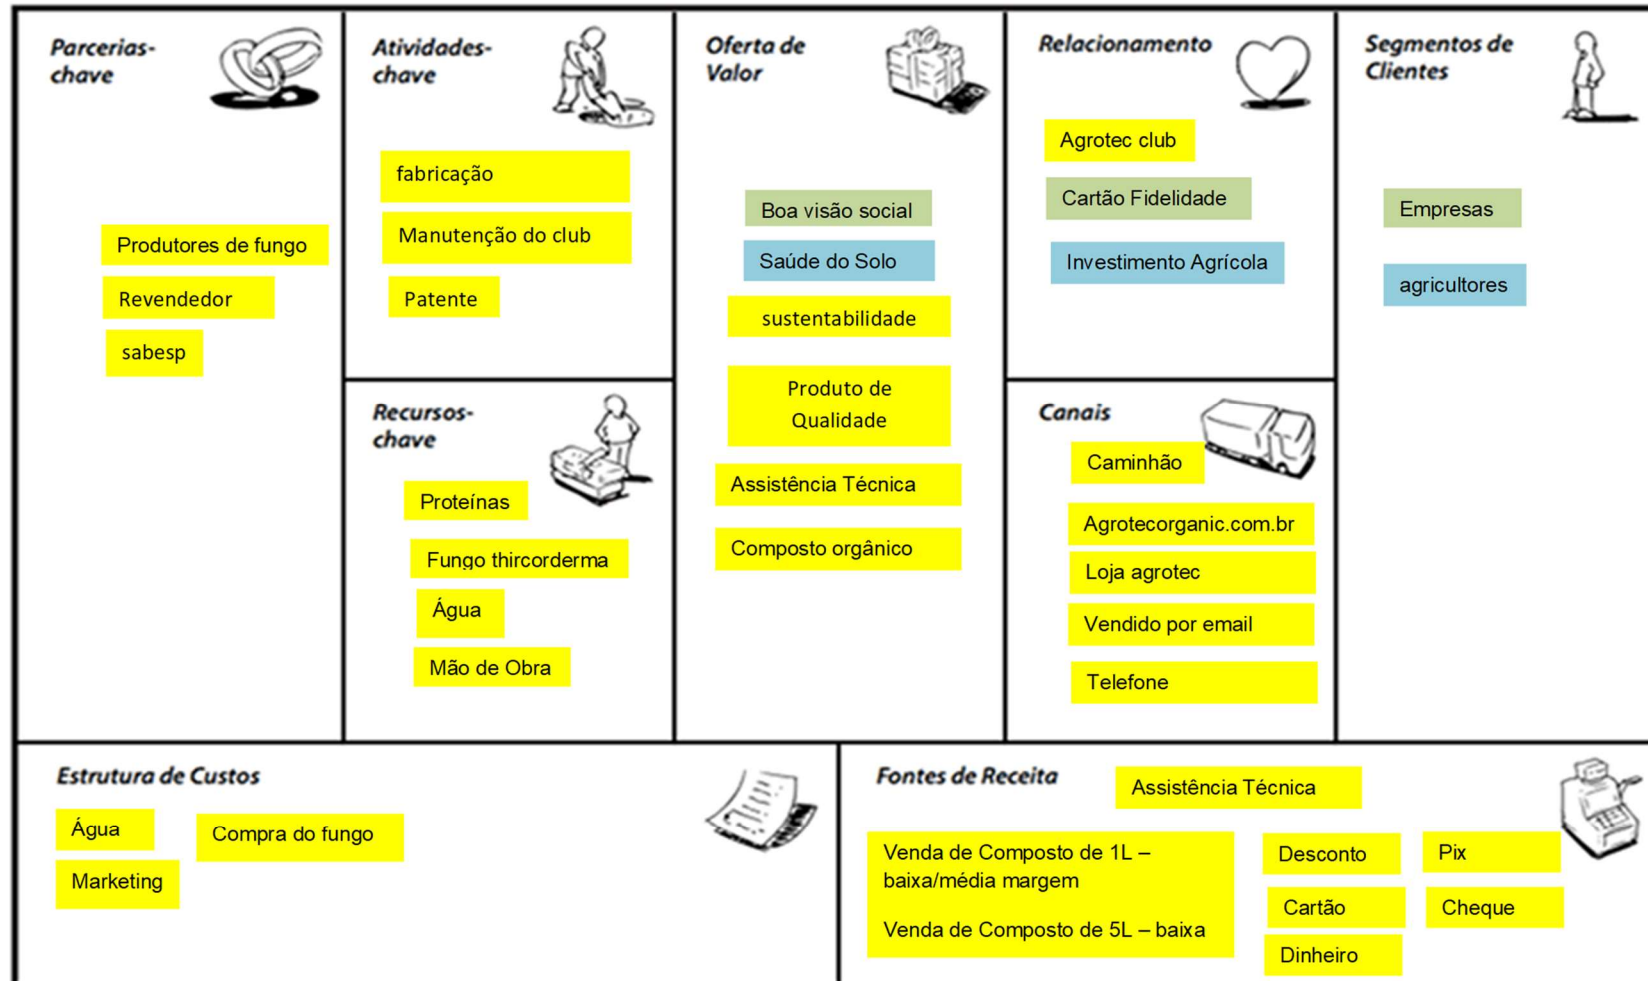 Parcerias-
chave
Produtores de fungo
Revendedor
sabesp
Atividades-
chave
fabricação
Manutenção do club
Patente
Recursos-
chave
Proteínas
Fungo thircorderma
Água
Mão de Obra
Oferta de
Valor
Boa visão social
Saúde do Solo
sustentabilidade
Produto de
Qualidade
Assistência Técnica
Composto orgânico
Relacionamento
Agrotec club
Cartão Fidelidade
Investimento Agrícola
Canais
Caminhão
Agrotecorganic.com.br
Loja agrotec
Vendido por email
Telefone
Segmentos de
Clientes
Empresas
agricultores
Estrutura de Custos
Água
Compra do fungo
Marketing
Fontes de Receita
Assistência Técnica
Venda de Composto de 1L –
baixa/média margem
Venda de Composto de 5L – baixa
Desconto
Pix
Cartão
Cheque
Dinheiro